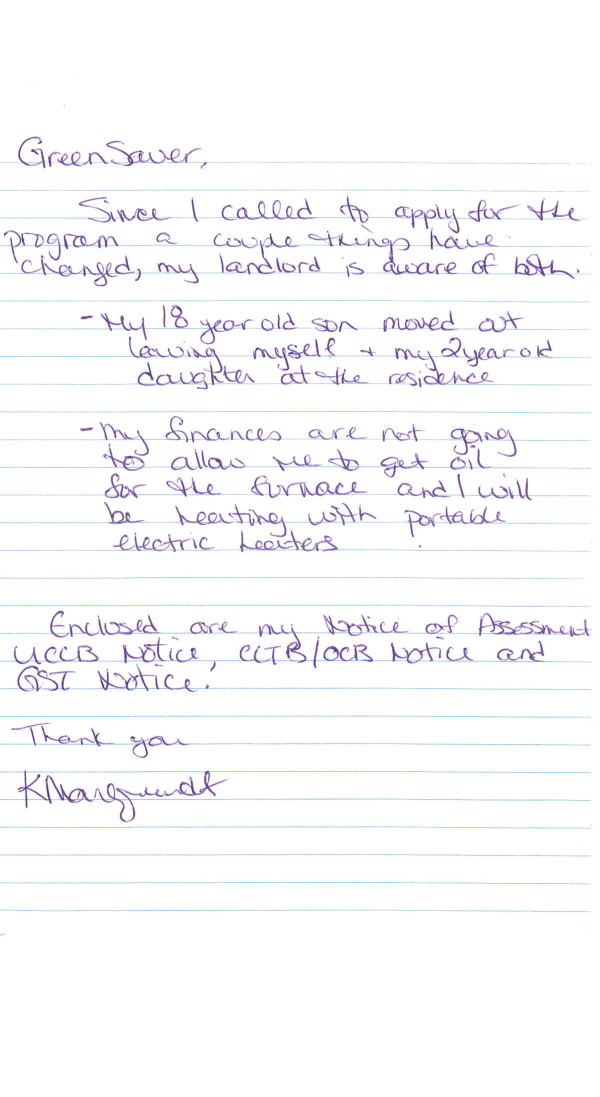 GreenSaver,
Since I called to apply for the
program a couple things have
changed, my landlord is aware of both.
- My 18 year old son moved out
leaving myself + my 2 year old
daughter at the residence
- my finances are not going
to allow me to get oil
for the furnace and I will
be heating with portable
electric heaters
Enclosed are my Notice of Assessment
UCCB Notice, CCTB/OCB Notice and
GST Notice.
Thank you